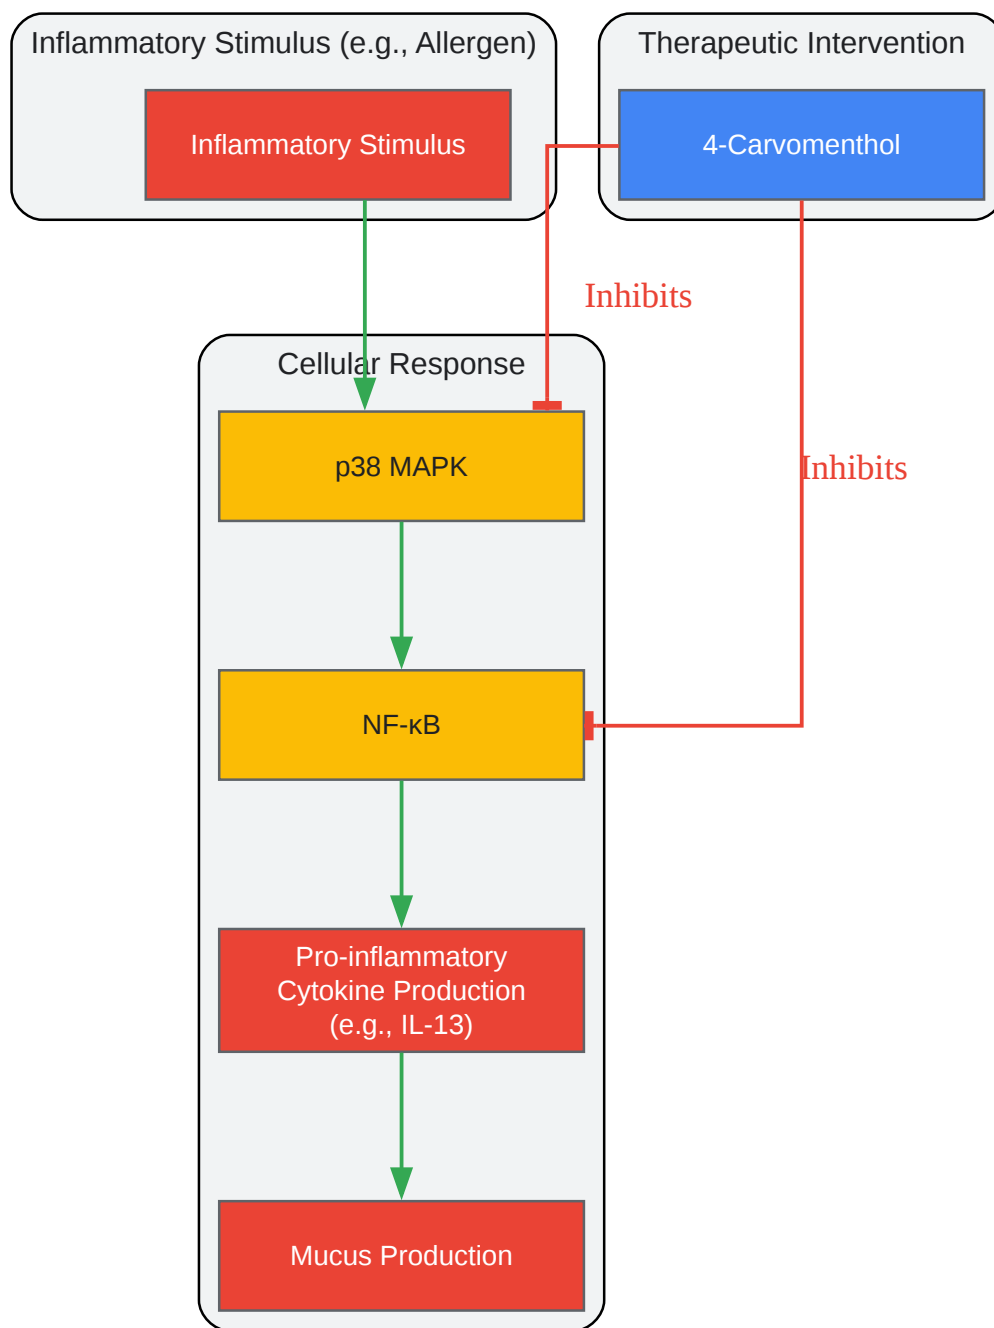 Inflammatory Stimulus (e.g., Allergen)
Therapeutic Intervention
Inflammatory Stimulus
4-Carvomenthol
Inhibits
Cellular Response
p38 MAPK
Inhibits
NF-κB
Pro-inflammatory
Cytokine Production
(e.g., IL-13)
Mucus Production